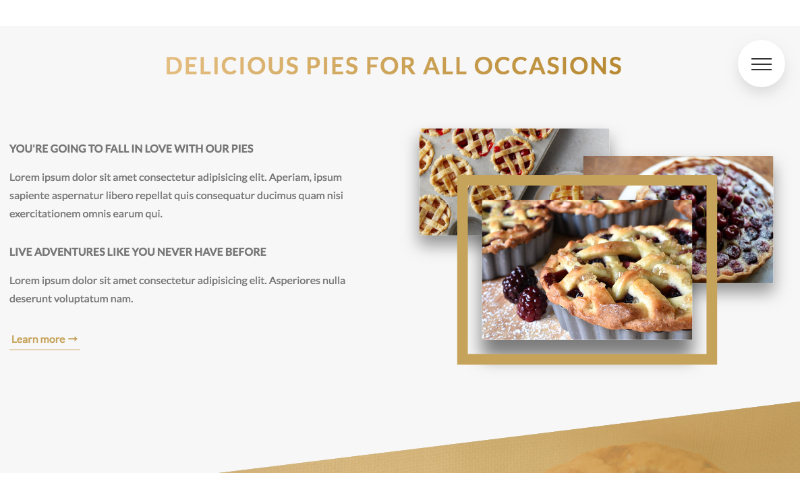 DELICIOUS PIES FOR ALL OCCASIONS
YOU'RE GOING TO FALL IN LOVE WITH OUR PIES
Lorem ipsum dolor sit amet consectetur adipisicing elit. Aperiam, ipsum
sapiente aspernatur libero repellat quis consequatur ducimus quam nisi
exercitationem omnis earum qui.
LIVE ADVENTURES LIKE YOU NEVER HAVE BEFORE
Lorem ipsum dolor sit amet consectetur adipisicing elit. Asperiores nulla
deserunt voluptatum nam.
Learn more →